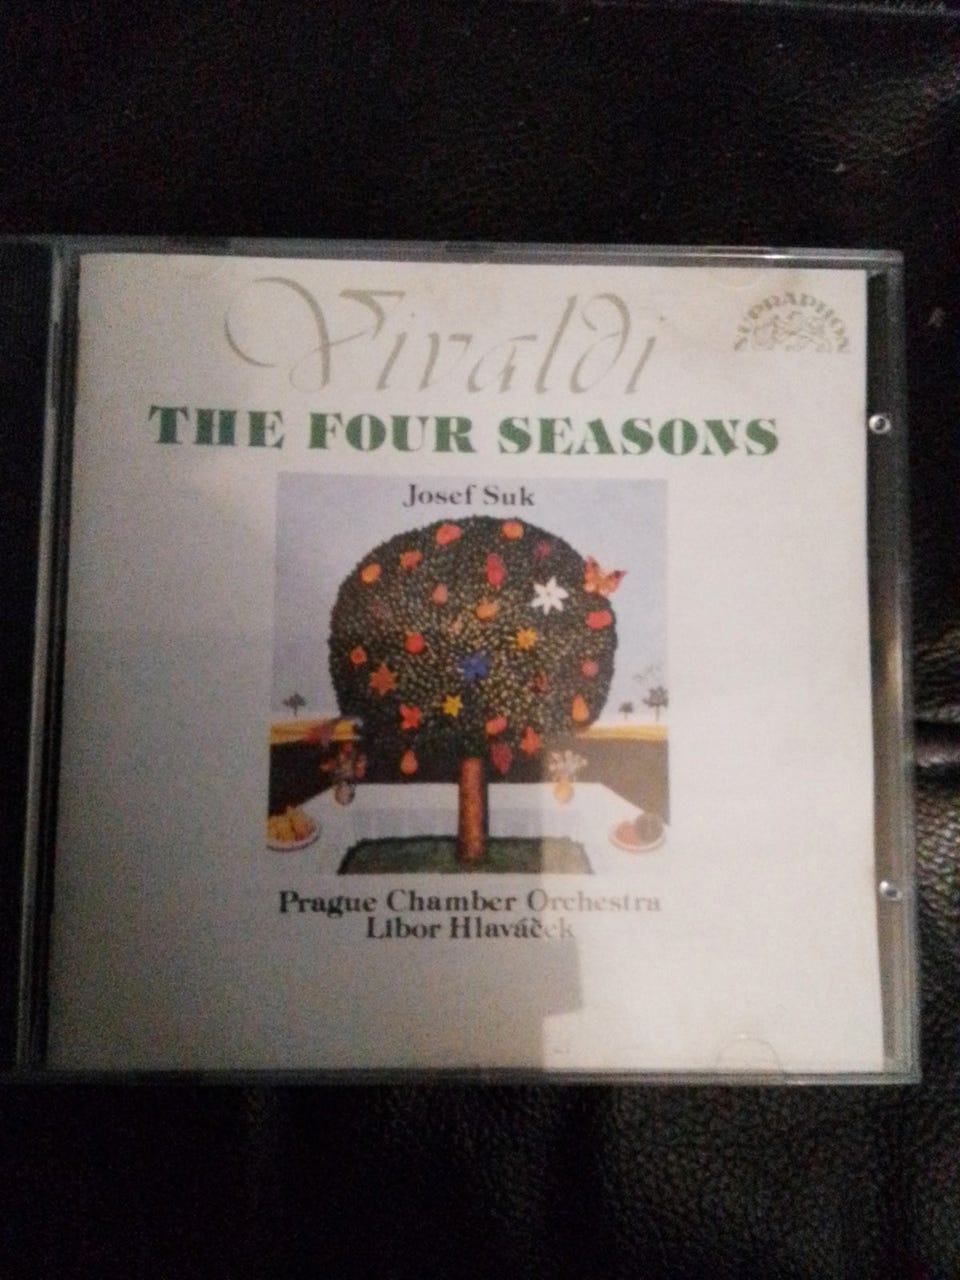 Vivaldi
SUPRAPHON
THE FOUR SEASONS
Josef Suk
Prague Chamber Orchestra
Libor Hlaváček